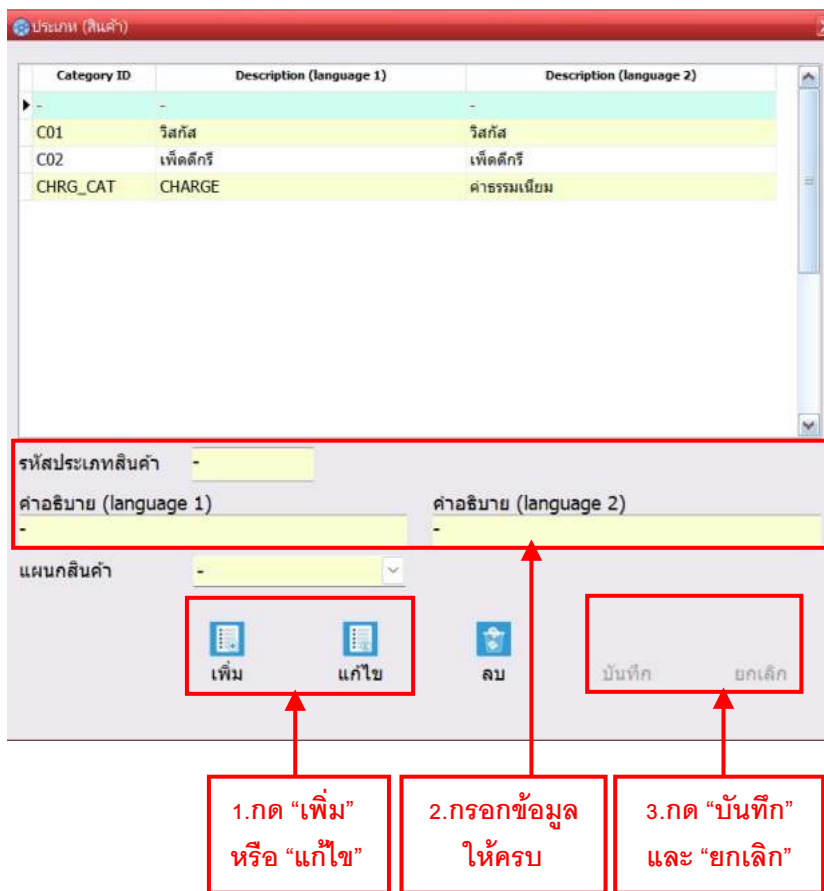 ประเภท (สินค้า)
Category ID Description (language 1) Description (language 2)
- - -
C01 วิสกัส วิสกัส
C02 เพ็ดดีกรี เพ็ดดีกรี
CHRG_CAT CHARGE ค่าธรรมเนียม
รหัสประเภทสินค้า -
คำอธิบาย (language 1) คำอธิบาย (language 2)
- -
แผนกสินค้า -
เพิ่ม แก้ไข ลบ บันทึก ยกเลิก
1.กด “เพิ่ม”
หรือ “แก้ไข”
2.กรอกข้อมูล
ให้ครบ
3.กด “บันทึก”
และ “ยกเลิก”